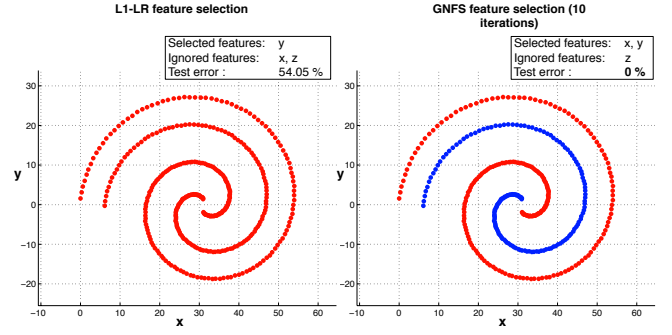 L1-LR feature selection
Selected features: y
Ignored features: x, z
Test error : 54.05 %
30
20
10
0
−10
−20
y
−10 0 10 20 30 40 50 60
x
GNFS feature selection (10
iterations)
Selected features: x, y
Ignored features: z
Test error : 0 %
30
20
10
0
−10
−20
y
−10 0 10 20 30 40 50 60
x